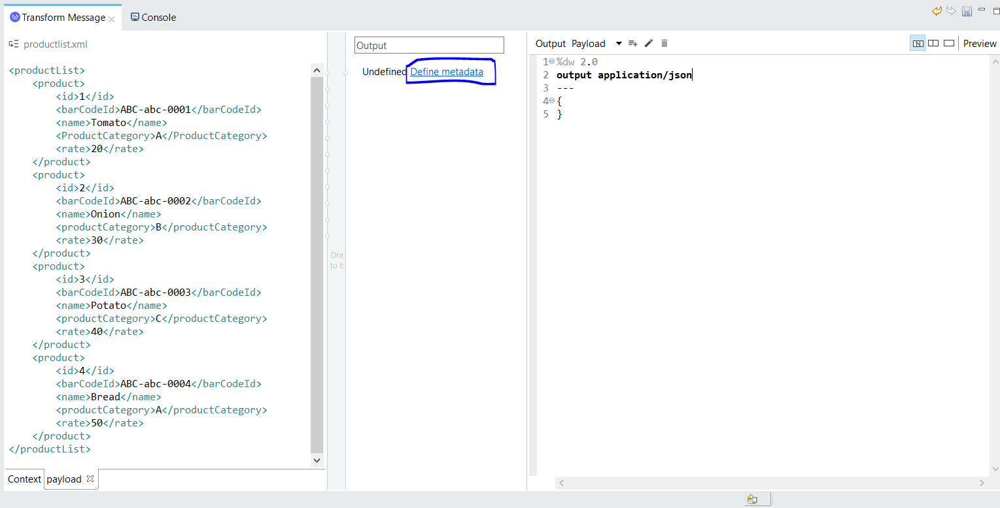 Transform Message
Console
productlist.xml
<productList>
    <product>
        <id>1</id>
        <barCodeId>ABC-abc-0001</barCodeId>
        <name>Tomato</name>
        <ProductCategory>A</ProductCategory>
        <rate>20</rate>
    </product>
    <product>
        <id>2</id>
        <barCodeId>ABC-abc-0002</barCodeId>
        <name>Onion</name>
        <productCategory>B</productCategory>
        <rate>30</rate>
    </product>
    <product>
        <id>3</id>
        <barCodeId>ABC-abc-0003</barCodeId>
        <name>Potato</name>
        <productCategory>C</productCategory>
        <rate>40</rate>
    </product>
    <product>
        <id>4</id>
        <barCodeId>ABC-abc-0004</barCodeId>
        <name>Bread</name>
        <productCategory>A</productCategory>
        <rate>50</rate>
    </product>
</productList>
Context
payload
Dra
to b
Output
Undefined Define metadata
Output Payload
Preview
1 %dw 2.0
2 output application/json
3 ---
4 {
5 }